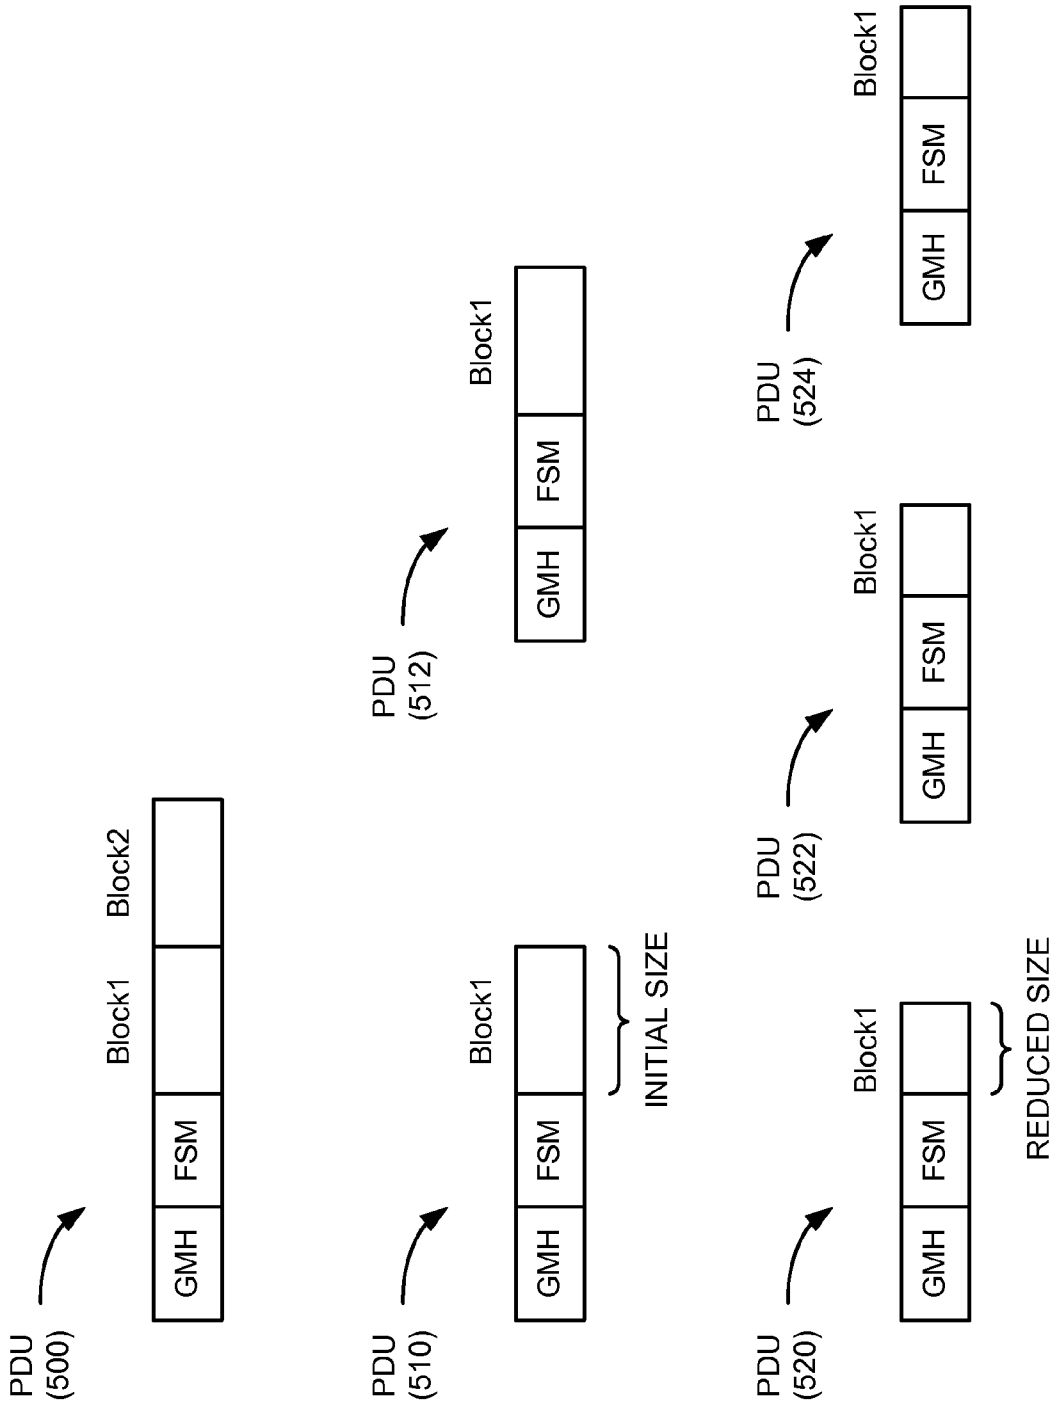 PDU
(500)
Block1
Block2
GMH
FSM
PDU
(510)
Block1
GMH
FSM
INITIAL SIZE
PDU
(512)
Block1
GMH
FSM
PDU
(520)
Block1
GMH
FSM
REDUCED SIZE
PDU
(522)
Block1
GMH
FSM
PDU
(524)
Block1
GMH
FSM